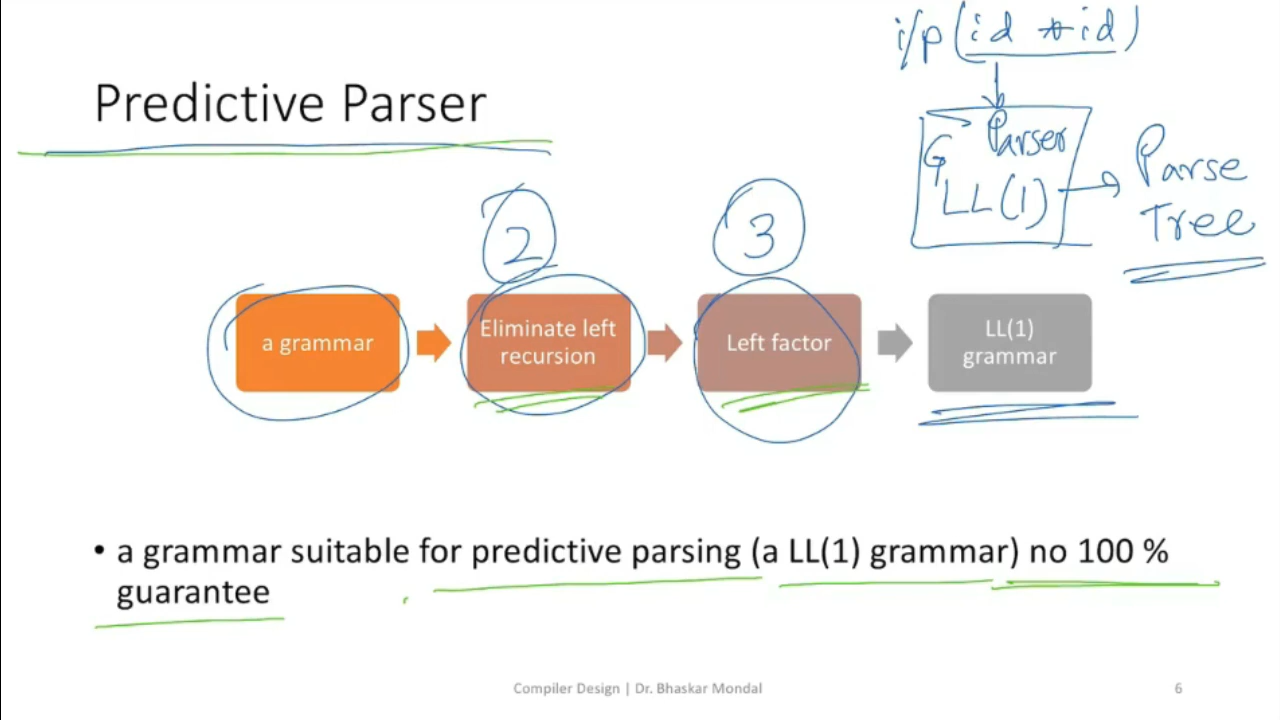 i/p (id * id)
Predictive Parser
G Parser
LL(1)
Parse
Tree
2
3
a grammar
Eliminate left
recursion
Left factor
LL(1)
grammar
• a grammar suitable for predictive parsing (a LL(1) grammar) no 100 %
guarantee
Compiler Design | Dr. Bhaskar Mondal
6